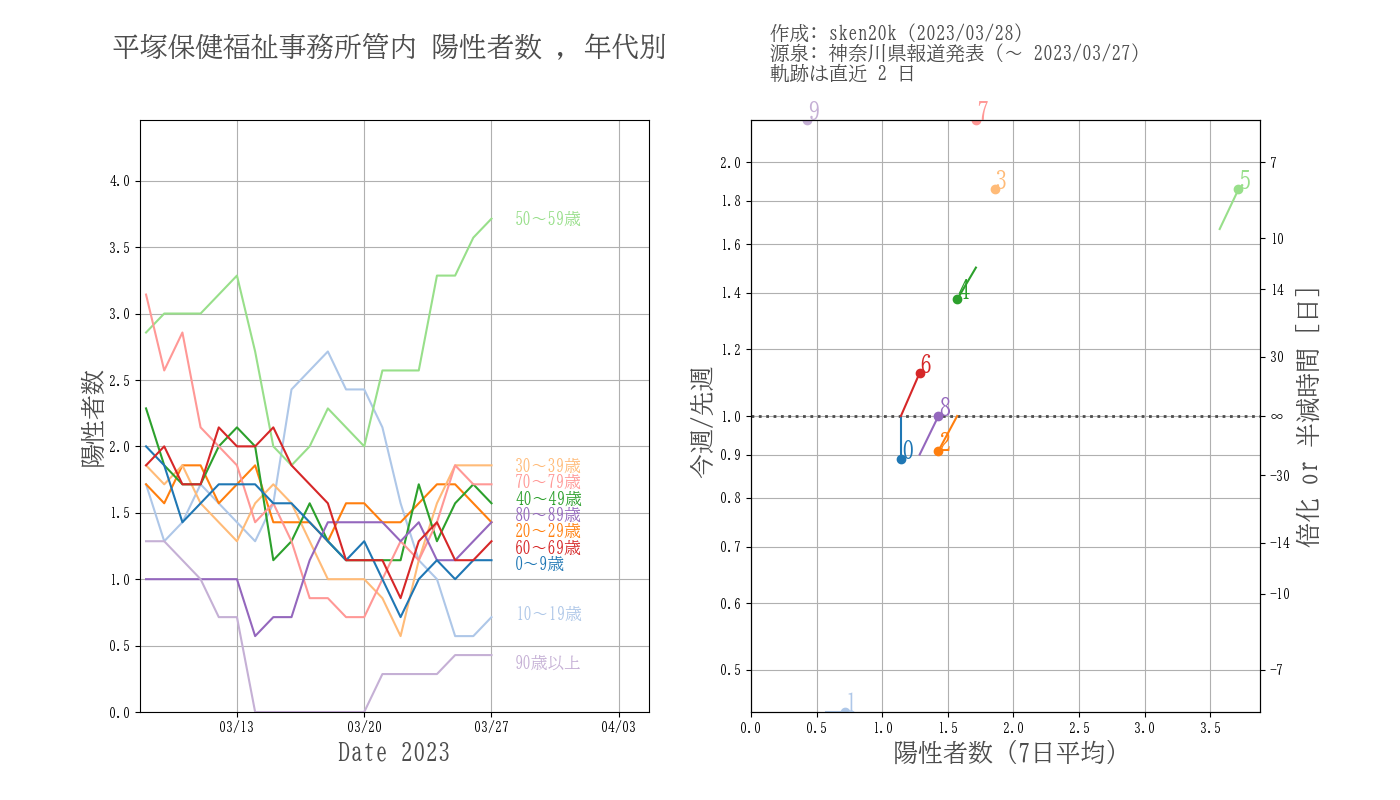 平塚保健福祉事務所管内 陽性者数 , 年代別
作成: sken20k (2023/03/28)
源泉: 神奈川県報道発表 (～ 2023/03/27)
軌跡は直近 2 日
陽性者数
4.0
3.5
3.0
2.5
2.0
1.5
1.0
0.5
0.0
03/13
03/20
03/27
04/03
Date 2023
50～59歳
30～39歳
70～79歳
40～49歳
80～89歳
20～29歳
60～69歳
0～9歳
10～19歳
90歳以上
今週/先週
2.0
1.8
1.6
1.4
1.2
1.0
0.9
0.8
0.7
0.6
0.5
9
7
3
5
4
6
8
0
2
1
0.0
0.5
1.0
1.5
2.0
2.5
3.0
3.5
陽性者数 (7日平均)
7
10
14
30
∞
-30
-14
-10
-7
倍化 or 半減時間 [日]